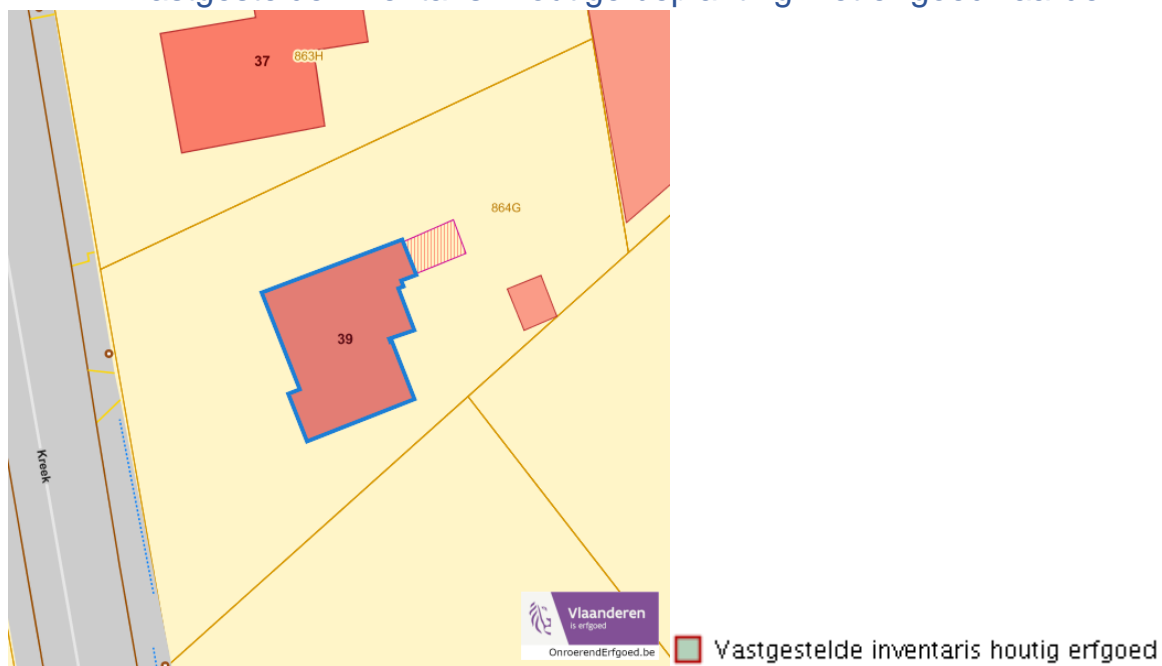 37
863H
864G
39
Kreek
Vlaanderen
is erfgoed
OnroerendErfgoed.be
Vastgestelde inventaris houtig erfgoed